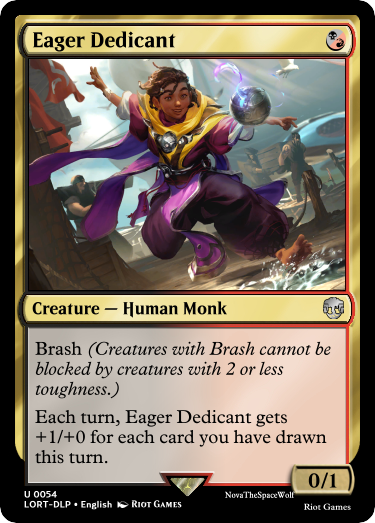 Eager Dedicant
Creature — Human Monk
Brash (Creatures with Brash cannot be
blocked by creatures with 2 or less
toughness.)
Each turn, Eager Dedicant gets
+1/+0 for each card you have drawn
this turn.
0/1
U 0054
LORT-DLP • English Riot Games
NovaTheSpaceWolf
Riot Games